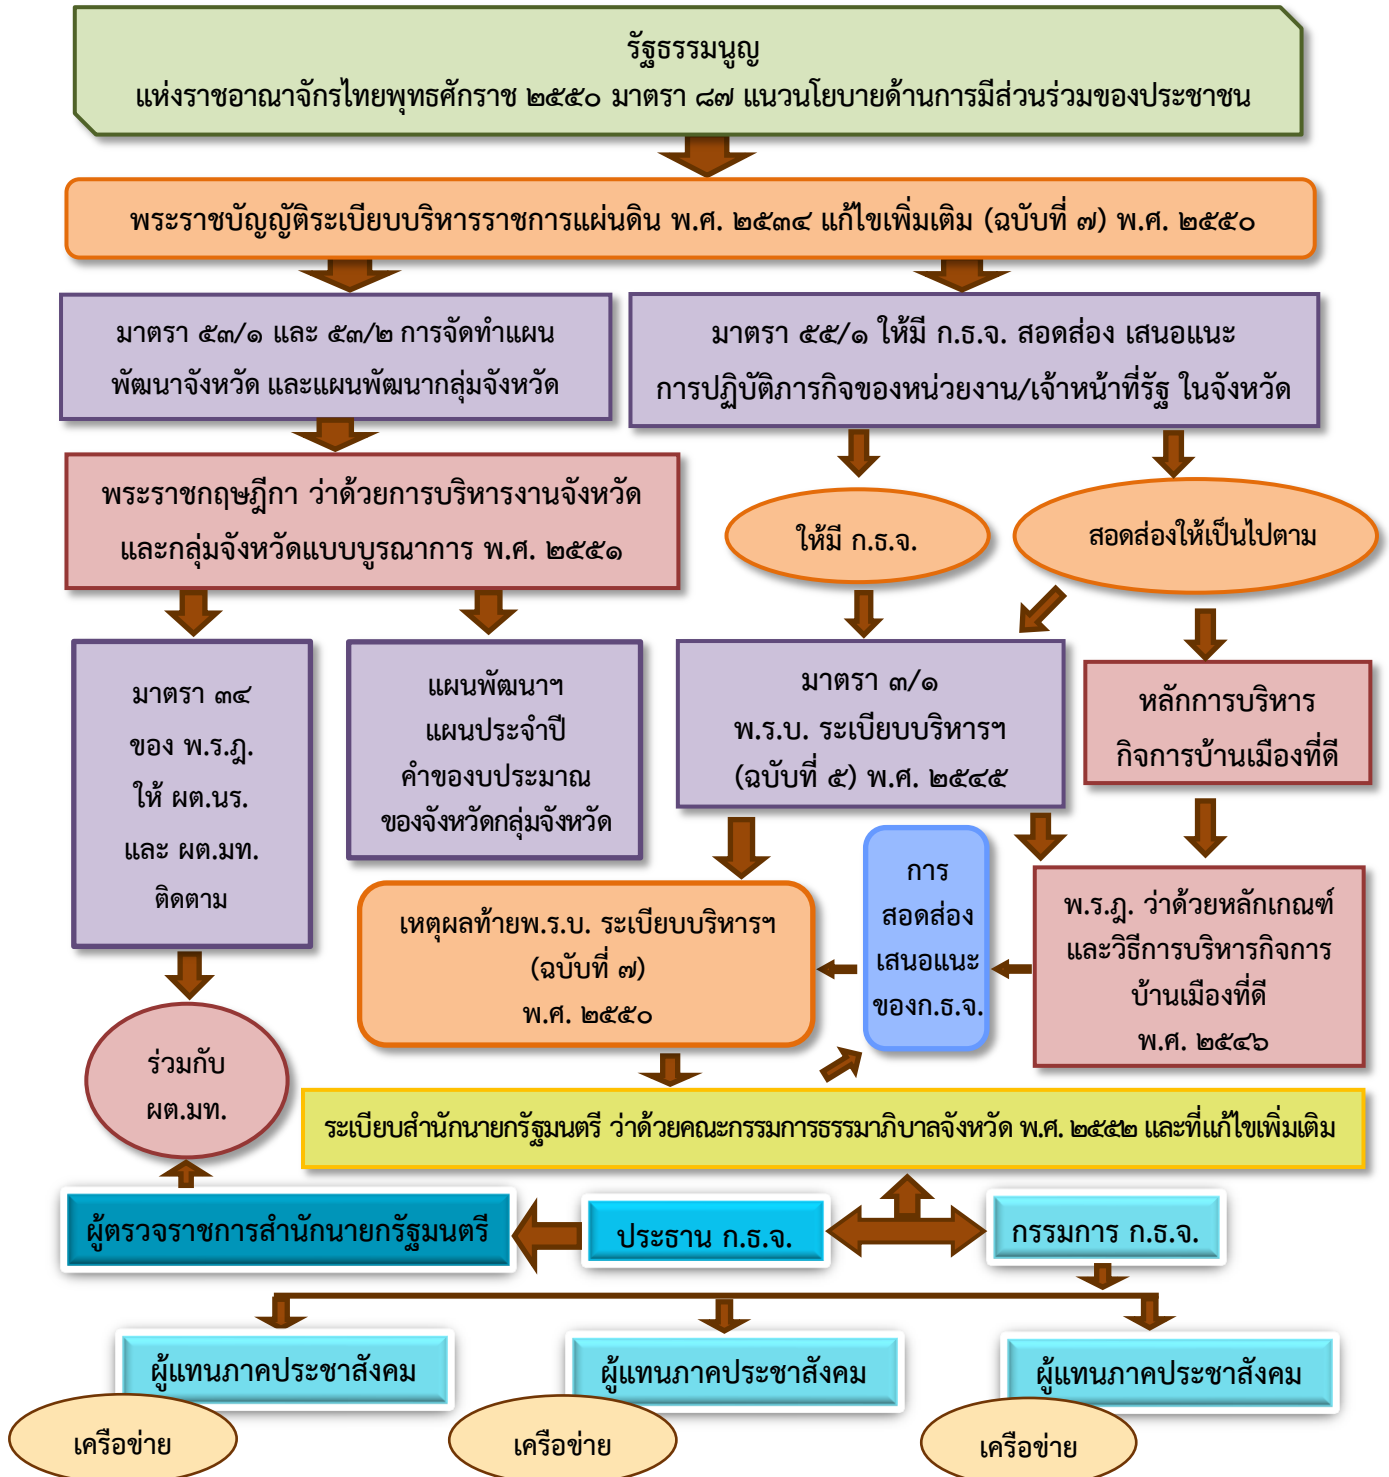 รัฐธรรมนูญ
แห่งราชอาณาจักรไทยพุทธศักราช ๒๕๕๐ มาตรา ๘๗ แนวนโยบายด้านการมีส่วนร่วมของประชาชน
พระราชบัญญัติระเบียบบริหารราชการแผ่นดิน พ.ศ. ๒๕๓๔ แก้ไขเพิ่มเติม (ฉบับที่ ๗) พ.ศ. ๒๕๕๐
มาตรา ๕๓/๑ และ ๕๓/๒ การจัดทำแผน
พัฒนาจังหวัด และแผนพัฒนากลุ่มจังหวัด
มาตรา ๕๕/๑ ให้มี ก.ธ.จ. สอดส่อง เสนอแนะ
การปฏิบัติภารกิจของหน่วยงาน/เจ้าหน้าที่รัฐ ในจังหวัด
พระราชกฤษฎีกา ว่าด้วยการบริหารงานจังหวัด
และกลุ่มจังหวัดแบบบูรณาการ พ.ศ. ๒๕๕๑
ให้มี ก.ธ.จ.
สอดส่องให้เป็นไปตาม
มาตรา ๓๔
ของ พ.ร.ฎ.
ให้ ผต.นร.
และ ผต.มท.
ติดตาม
แผนพัฒนาฯ
แผนประจำปี
คำของบประมาณ
ของจังหวัดกลุ่มจังหวัด
มาตรา ๓/๑
พ.ร.บ. ระเบียบบริหารฯ
(ฉบับที่ ๕) พ.ศ. ๒๕๔๕
หลักการบริหาร
กิจการบ้านเมืองที่ดี
เหตุผลท้ายพ.ร.บ. ระเบียบบริหารฯ
(ฉบับที่ ๗)
พ.ศ. ๒๕๕๐
การ
สอดส่อง
เสนอแนะ
ของก.ธ.จ.
พ.ร.ฎ. ว่าด้วยหลักเกณฑ์
และวิธีการบริหารกิจการ
บ้านเมืองที่ดี
พ.ศ. ๒๕๔๖
ร่วมกับ
ผต.มท.
ระเบียบสำนักนายกรัฐมนตรี ว่าด้วยคณะกรรมการธรรมาภิบาลจังหวัด พ.ศ. ๒๕๕๒ และที่แก้ไขเพิ่มเติม
ผู้ตรวจราชการสำนักนายกรัฐมนตรี
ประธาน ก.ธ.จ.
กรรมการ ก.ธ.จ.
ผู้แทนภาคประชาสังคม
ผู้แทนภาคประชาสังคม
ผู้แทนภาคประชาสังคม
เครือข่าย
เครือข่าย
เครือข่าย